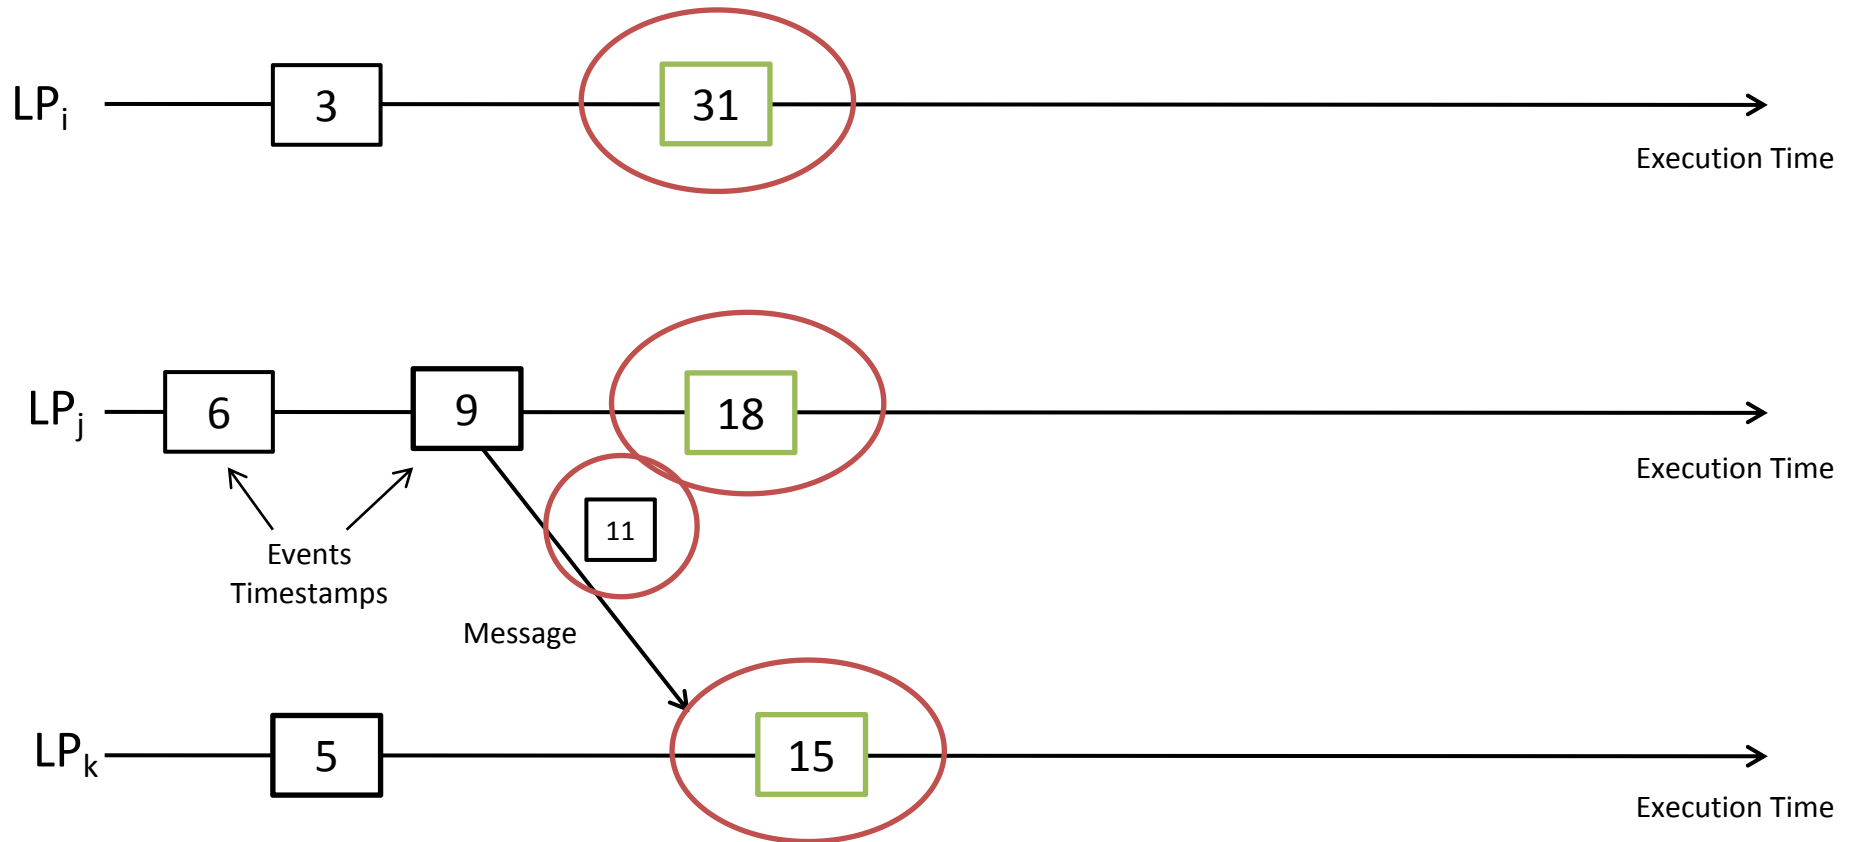 LPi 3 31
Execution Time
LPj 6 9 18
Execution Time
11
Events
Timestamps
Message
LPk 5 15
Execution Time